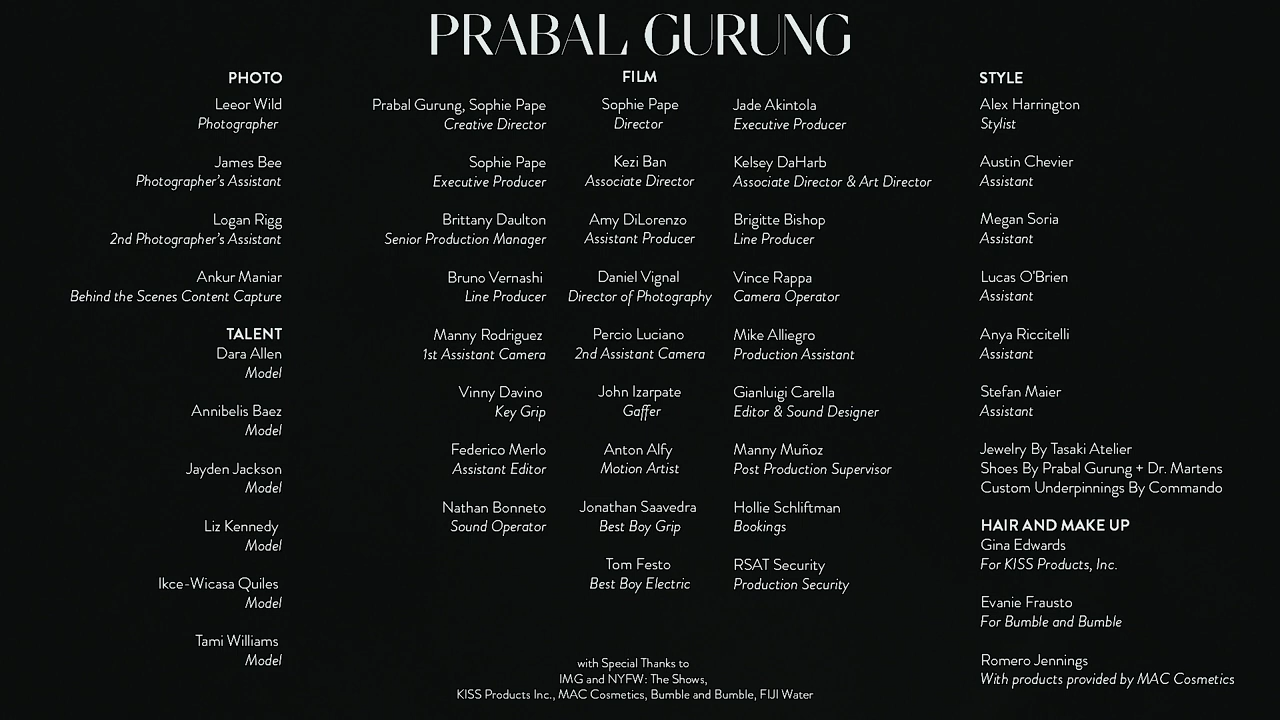 PRABAL GURUNG
PHOTO
Leeor Wild
Photographer
James Bee
Photographer's Assistant
Logan Rigg
2nd Photographer's Assistant
Ankur Maniar
Behind the Scenes Content Capture
TALENT
Dara Allen
Model
Annibelis Baez
Model
Jayden Jackson
Model
Liz Kennedy
Model
Ikce-Wicasa Quiles
Model
Tami Williams
Model
FILM
Prabal Gurung, Sophie Pape
Creative Director
Sophie Pape
Executive Producer
Brittany Daulton
Senior Production Manager
Bruno Vernashi
Line Producer
Manny Rodriguez
1st Assistant Camera
Vinny Davino
Key Grip
Federico Merlo
Assistant Editor
Nathan Bonneto
Sound Operator
Sophie Pape
Director
Kezi Ban
Associate Director
Amy DiLorenzo
Assistant Producer
Daniel Vignal
Director of Photography
Percio Luciano
2nd Assistant Camera
John Izarpate
Gaffer
Anton Alfy
Motion Artist
Jonathan Saavedra
Best Boy Grip
Tom Festo
Best Boy Electric
Jade Akintola
Executive Producer
Kelsey DaHarb
Associate Director & Art Director
Brigitte Bishop
Line Producer
Vince Rappa
Camera Operator
Mike Alliegro
Production Assistant
Gianluigi Carella
Editor & Sound Designer
Manny Muñoz
Post Production Supervisor
Hollie Schliftman
Bookings
RSAT Security
Production Security
STYLE
Alex Harrington
Stylist
Austin Chevier
Assistant
Megan Soria
Assistant
Lucas O'Brien
Assistant
Anya Riccitelli
Assistant
Stefan Maier
Assistant
Jewelry By Tasaki Atelier
Shoes By Prabal Gurung + Dr. Martens
Custom Underpinnings By Commando
HAIR AND MAKE UP
Gina Edwards
For KISS Products, Inc.
Evanie Frausto
For Bumble and Bumble
Romero Jennings
With products provided by MAC Cosmetics
with Special Thanks to
IMG and NYFW: The Shows,
KISS Products Inc., MAC Cosmetics, Bumble and Bumble, FIJI Water